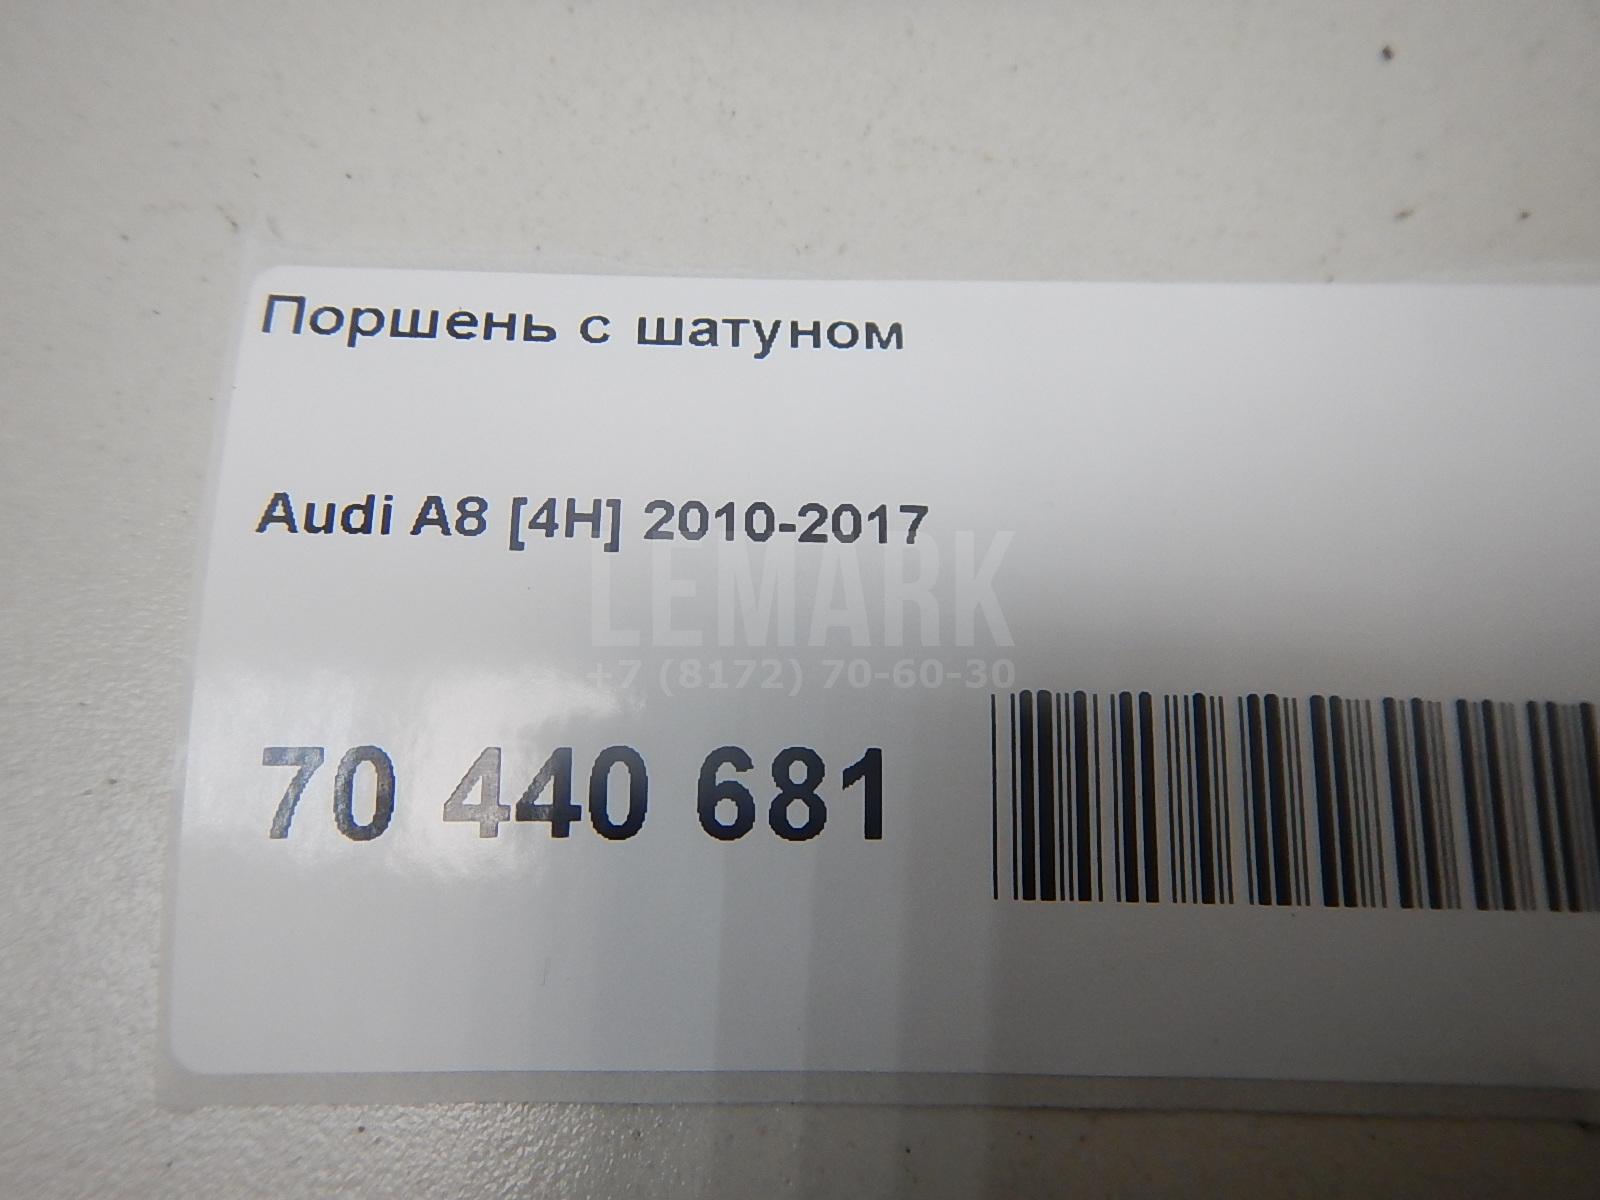 Поршень с шатуном
Audi A8 [4H] 2010-2017
LEMARK
+7 (8172) 70-60-30
70 440 681